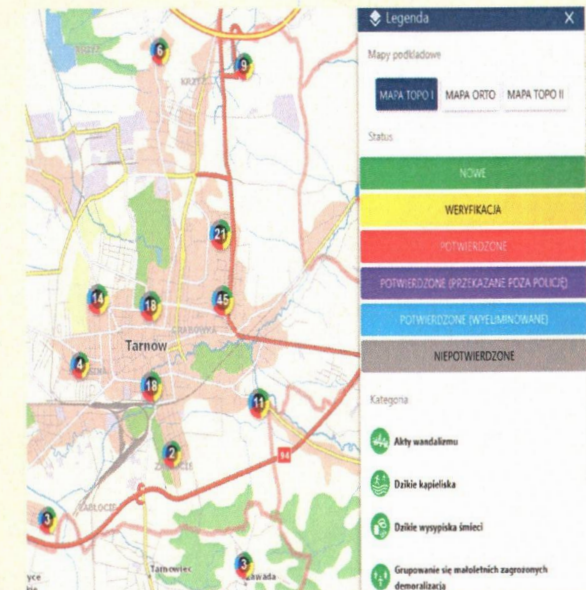 6
9
KRZYŻ
21
14
18
45
GRABÓWKA
Tarnów
4
18
11
2
94
3
3
Tarnowiec
Zawada
Legenda
X
Mapy podkładowe
MAPA TOPO I
MAPA ORTO
MAPA TOPO II
Status
NOWE
WERYFIKACJA
POTWIERDZONE
POTWIERDZONE (PRZEKAZANE POZA POLICJĘ)
POTWIERDZONE (WYELIMINOWANE)
NIEPOTWIERDZONE
Kategoria
Akty wandalizmu
Dzikie kąpieliska
Dzikie wysypiska śmieci
Grupowanie się małoletnich zagrożonych
demoralizacją